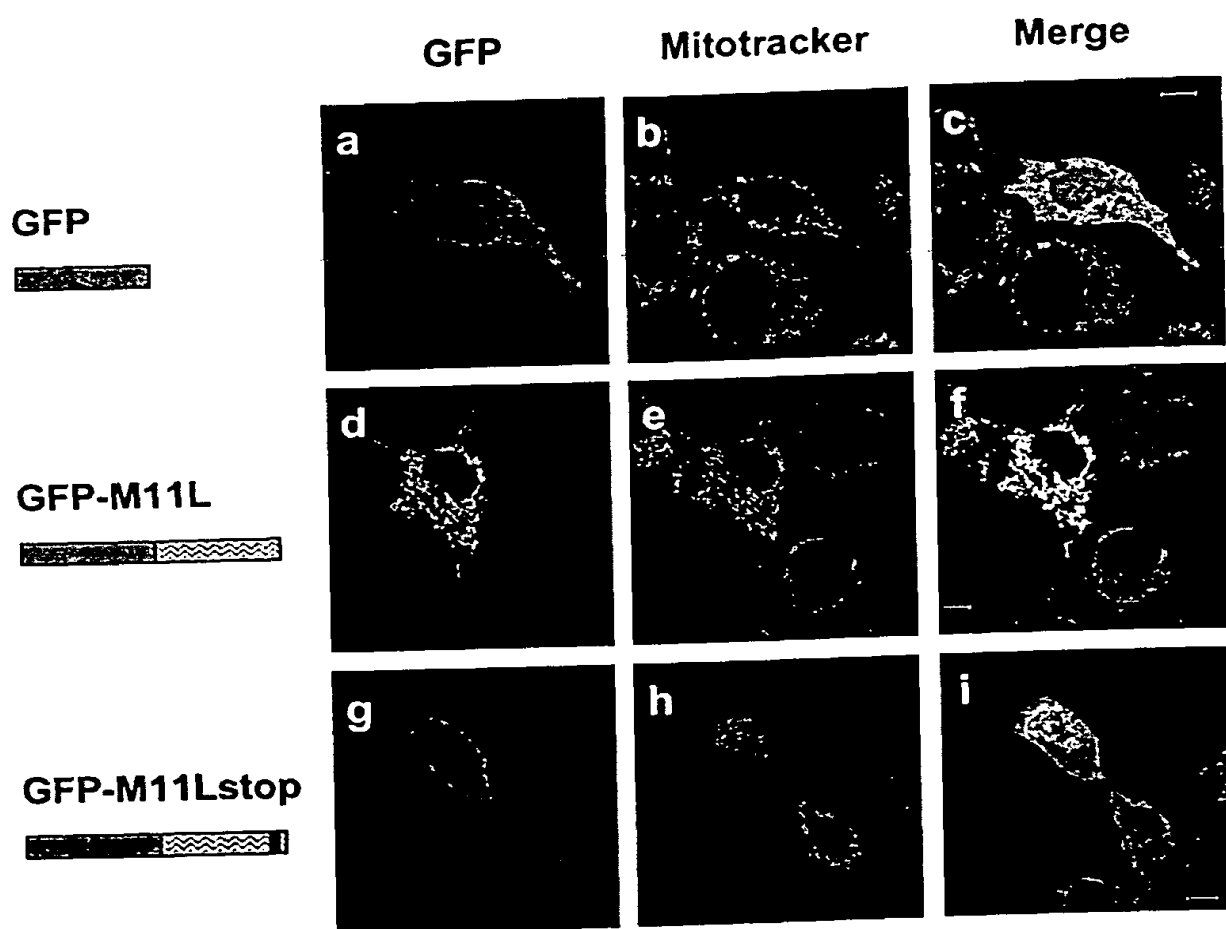 GFP Mitotracker Merge
GFP
a b c
GFP-M11L
d e f
GFP-M11Lstop
g h i